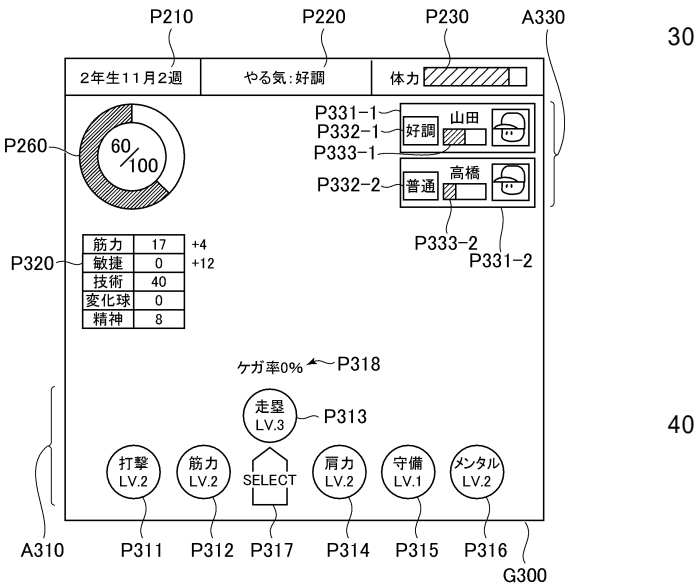 P210
P220
P230
A330
30
2年生11月2週
やる気:好調
体力
P260
60/100
P331-1
P332-1
P333-1
山田
好調
高橋
普通
P332-2
P333-2
P331-2
P320
筋力 17 +4
敏捷 0 +12
技術 40
変化球 0
精神 8
ケガ率0% P318
40
走塁
LV.3
P313
打撃
LV.2
筋力
LV.2
SELECT
肩力
LV.2
守備
LV.1
メンタル
LV.2
A310
P311
P312
P317
P314
P315
P316
G300